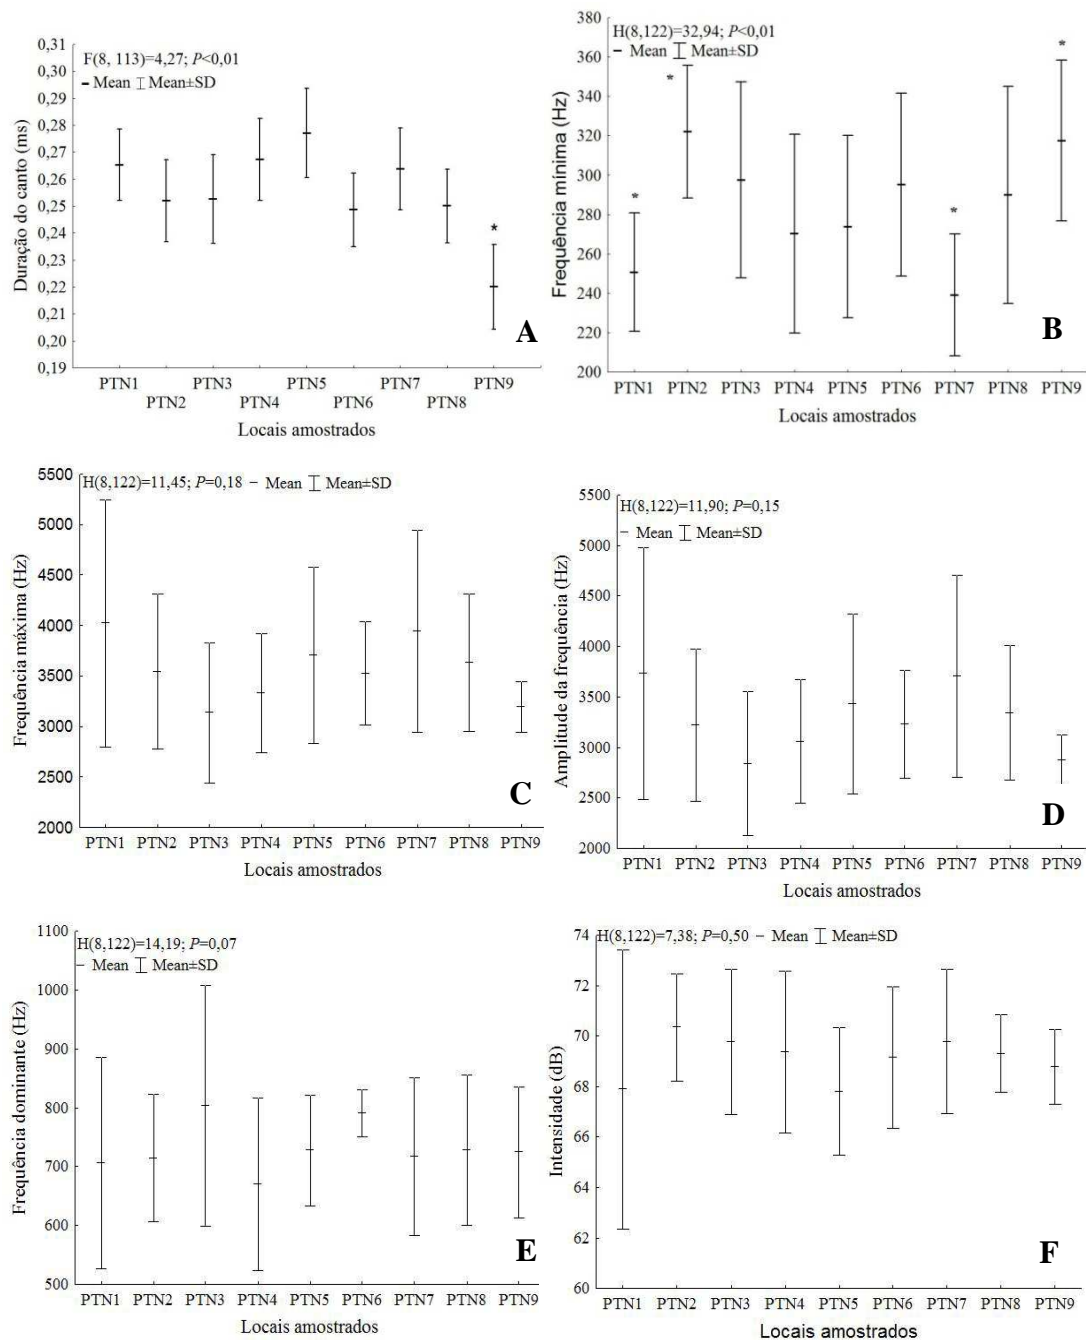 F(8, 113)=4,27; P<0,01
Mean Mean±SD
0,31
0,30
0,29
0,28
0,27
0,26
0,25
0,24
0,23
0,22
0,21
0,20
0,19
Duração do canto (ms)
*
A
PTN1 PTN3 PTN5 PTN7 PTN9
PTN2 PTN4 PTN6 PTN8
Locais amostrados
H(8,122)=32,94; P<0,01
Mean Mean±SD
380
360
340
320
300
280
260
240
220
200
Frequência mínima (Hz)
* * * *
B
PTN1 PTN2 PTN3 PTN4 PTN5 PTN6 PTN7 PTN8 PTN9
Locais amostrados
H(8,122)=11,45; P=0,18 Mean Mean±SD
5500
5000
4500
4000
3500
3000
2500
2000
Frequência máxima (Hz)
C
PTN1 PTN2 PTN3 PTN4 PTN5 PTN6 PTN7 PTN8 PTN9
Locais amostrados
H(8,122)=11,90; P=0,15
Mean Mean±SD
5500
5000
4500
4000
3500
3000
2500
2000
Amplitude da frequência (Hz)
D
PTN1 PTN2 PTN3 PTN4 PTN5 PTN6 PTN7 PTN8 PTN9
Locais amostrados
H(8,122)=14,19; P=0,07
Mean Mean±SD
1100
1000
900
800
700
600
500
Frequência dominante (Hz)
E
PTN1 PTN2 PTN3 PTN4 PTN5 PTN6 PTN7 PTN8 PTN9
Locais amostrados
H(8,122)=7,38; P=0,50 Mean Mean±SD
74
72
70
68
66
64
62
60
Intensidade (dB)
F
PTN1 PTN2 PTN3 PTN4 PTN5 PTN6 PTN7 PTN8 PTN9
Locais amostrados